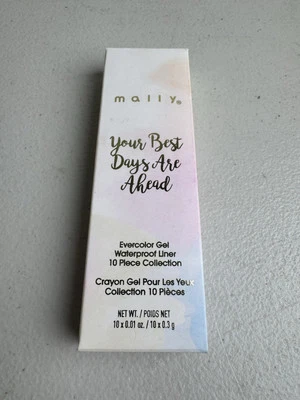 mally®
Your Best
Days Are
Ahead
Evercolor Gel
Waterproof Liner
10 Piece Collection
Crayon Gel Pour Les Yeux
Collection 10 Pièces
NET WT. / POIDS NET
10 x 0.01 oz. / 10 x 0.3 g